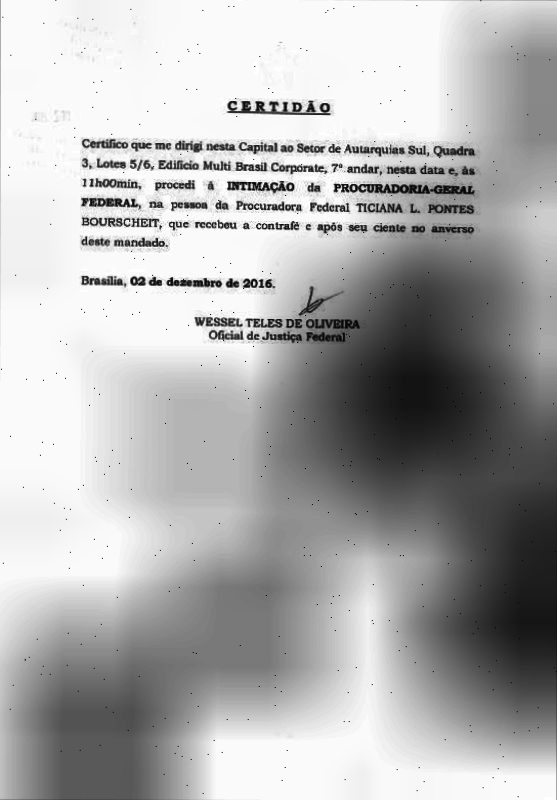 CERTIDÃO
Certifico que me dirigi nesta Capital ao Setor de Autarquias Sul, Quadra
3, Lotes 5/6, Edifício Multi Brasil Corporate, 7º andar, nesta data e, às
11h00min, procedi à INTIMAÇÃO da PROCURADORIA-GERAL
FEDERAL, na pessoa da Procuradora Federal TICIANA L. PONTES
BOURSCHEIT, que recebeu a contrafé e após seu ciente no anverso
deste mandado.
Brasília, 02 de dezembro de 2016.
WESSEL TELES DE OLIVEIRA
Oficial de Justiça Federal